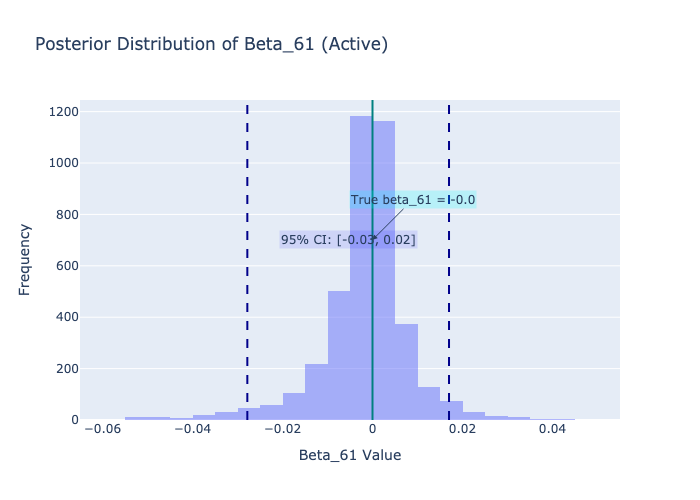 Posterior Distribution of Beta_61 (Active)
1200
1000
800
600
400
200
0
Frequency
True beta_61 = -0.0
95% CI: [-0.03, 0.02]
−0.06 −0.04 −0.02 0 0.02 0.04
Beta_61 Value